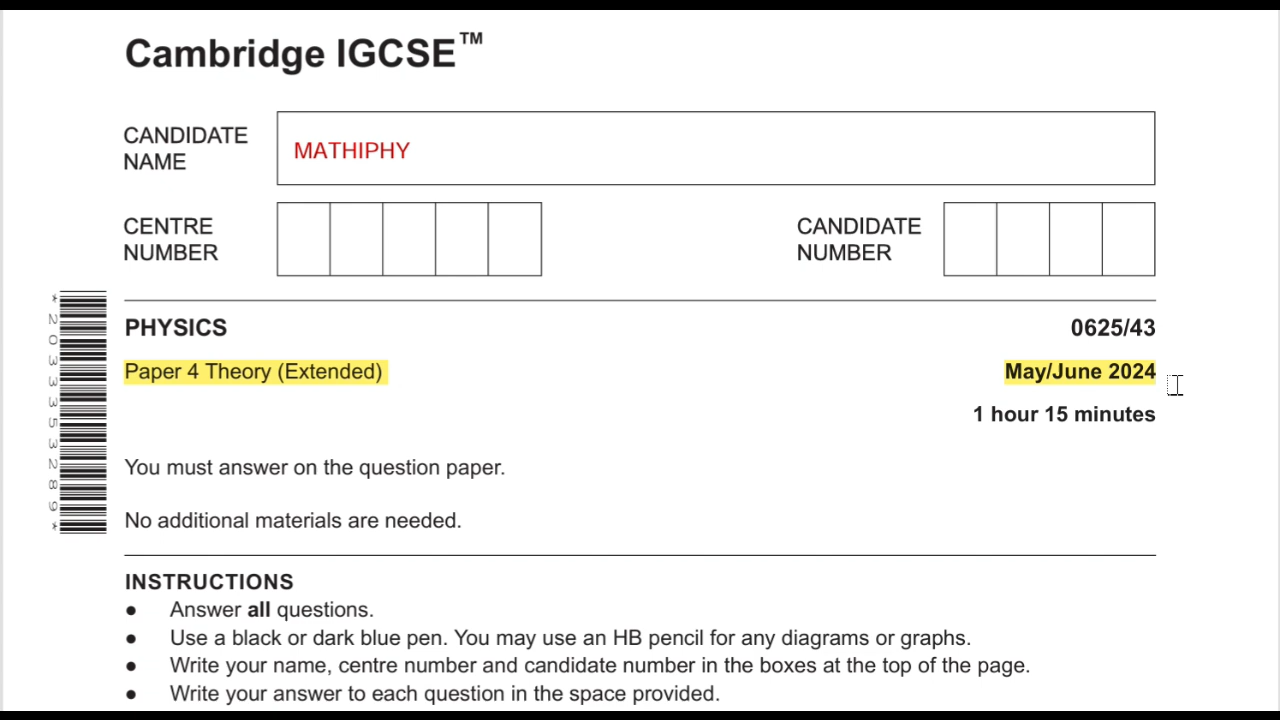 Cambridge IGCSE™
CANDIDATE
NAME
MATHIPHY
CENTRE
NUMBER
CANDIDATE
NUMBER
PHYSICS
0625/43
Paper 4 Theory (Extended)
May/June 2024
1 hour 15 minutes
You must answer on the question paper.
No additional materials are needed.
INSTRUCTIONS
● Answer all questions.
● Use a black or dark blue pen. You may use an HB pencil for any diagrams or graphs.
● Write your name, centre number and candidate number in the boxes at the top of the page.
● Write your answer to each question in the space provided.
*2033353289*